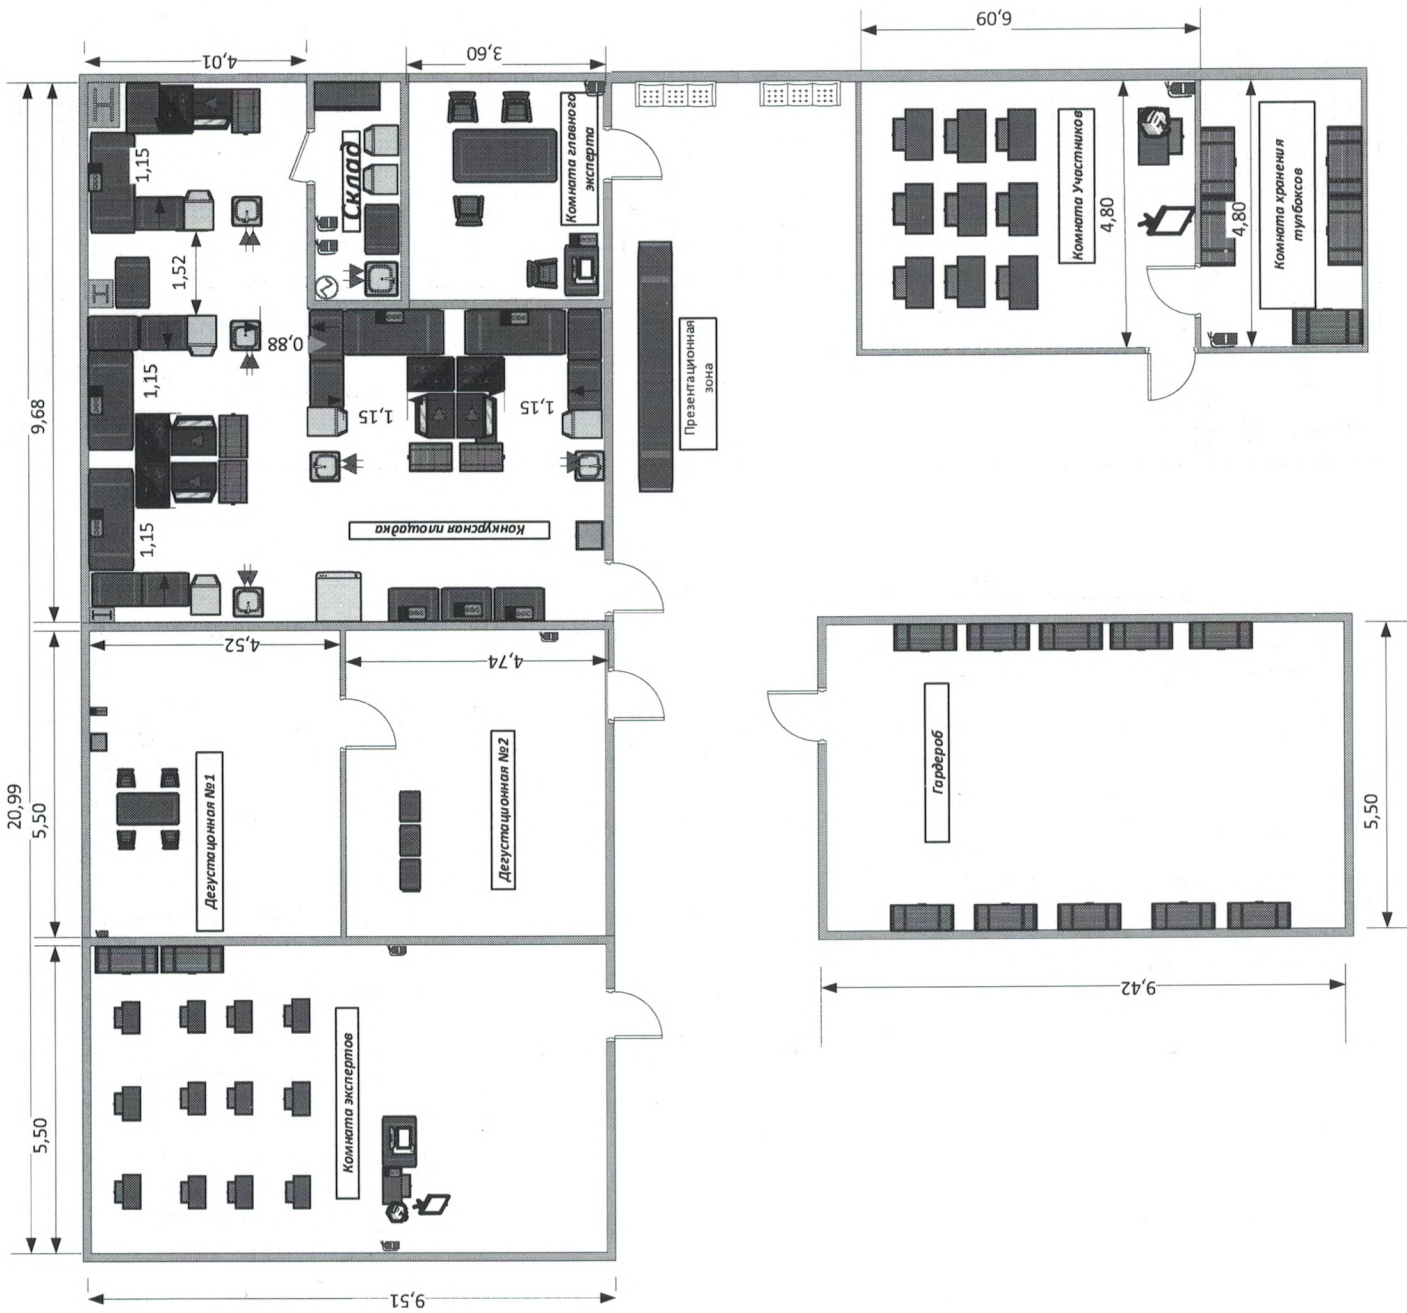 6,09
3,60
4,01
1,15
Склад
Комната главного
эксперта
Комната Участников
4,80
4,80
Комната хранения
тулбоксов
1,52
0,88
Презентационная
зона
9,68
1,15
1,15
1,15
Конкурсная площадка
1,15
4,52
4,74
20,99
5,50
Дегустационная №1
Дегустационный №2
Гардероб
5,50
9,42
5,50
Комната экспертов
9,51